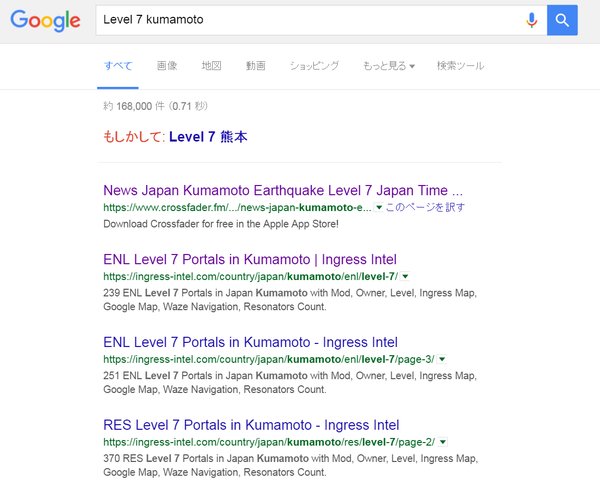 Google Level 7 kumamoto
すべて 画像 地図 動画 ショッピング もっと見る 検索ツール
約 168,000 件 (0.71 秒)
もしかして: Level 7 熊本
News Japan Kumamoto Earthquake Level 7 Japan Time ...
https://www.crossfader.fm/.../news-japan-kumamoto-e... このページを訳す
Download Crossfader for free in the Apple App Store!
ENL Level 7 Portals in Kumamoto | Ingress Intel
https://ingress-intel.com/country/japan/kumamoto/enl/level-7/
239 ENL Level 7 Portals in Japan Kumamoto with Mod, Owner, Level, Ingress Map,
Google Map, Waze Navigation, Resonators Count.
ENL Level 7 Portals in Kumamoto - Ingress Intel
https://ingress-intel.com/country/japan/kumamoto/enl/level-7/page-3/
251 ENL Level 7 Portals in Japan Kumamoto with Mod, Owner, Level, Ingress Map,
Google Map, Waze Navigation, Resonators Count.
RES Level 7 Portals in Kumamoto - Ingress Intel
https://ingress-intel.com/country/japan/kumamoto/res/level-7/page-2/
370 RES Level 7 Portals in Japan Kumamoto with Mod, Owner, Level, Ingress Map,
Google Map, Waze Navigation, Resonators Count.